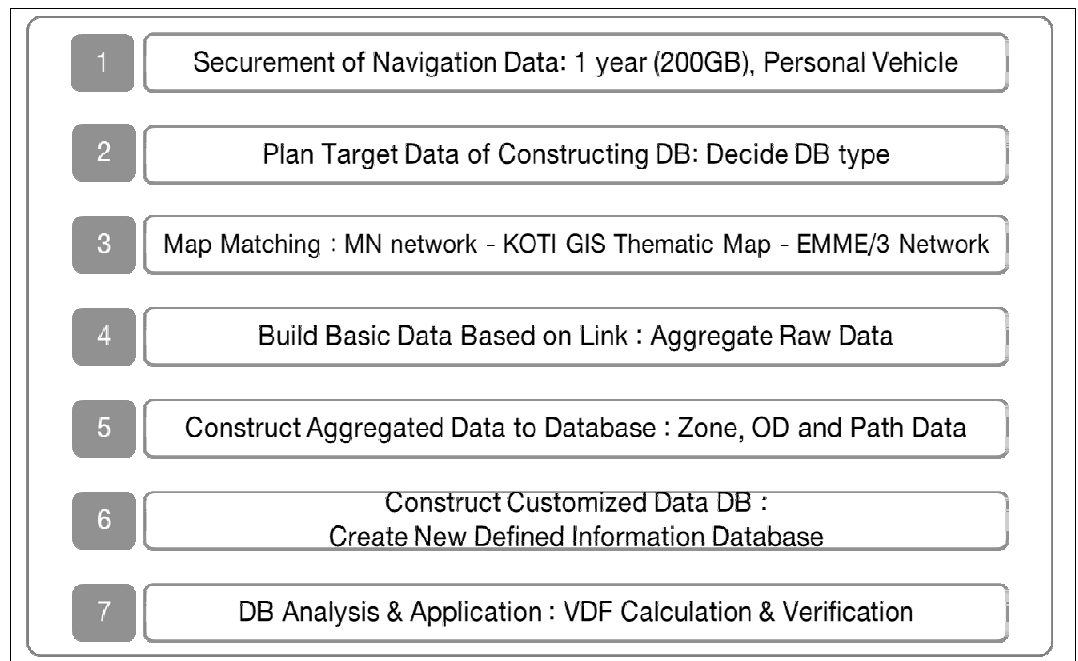 1 Securement of Navigation Data: 1 year (200GB), Personal Vehicle
2 Plan Target Data of Constructing DB: Decide DB type
3 Map Matching : MN network - KOTI GIS Thematic Map - EMME/3 Network
4 Build Basic Data Based on Link : Aggregate Raw Data
5 Construct Aggregated Data to Database : Zone, OD and Path Data
6 Construct Customized Data DB :
Create New Defined Information Database
7 DB Analysis & Application : VDF Calculation & Verification